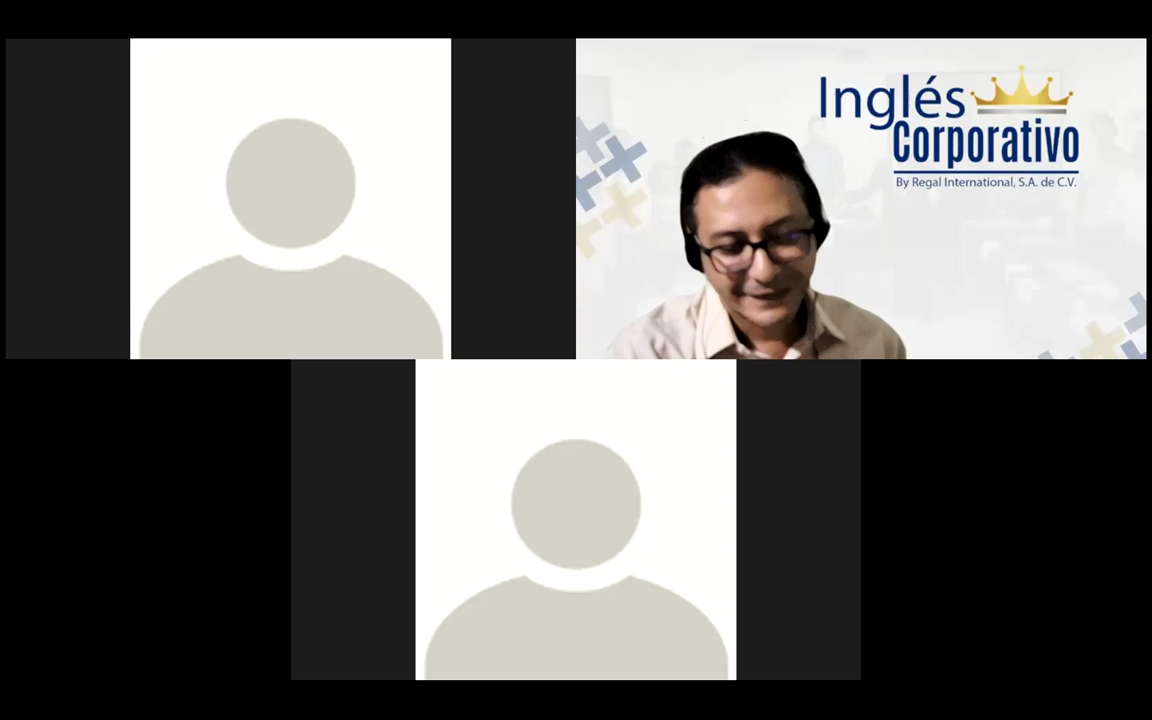 Inglés
Corporativo
By Regal International, S.A. de C.V.